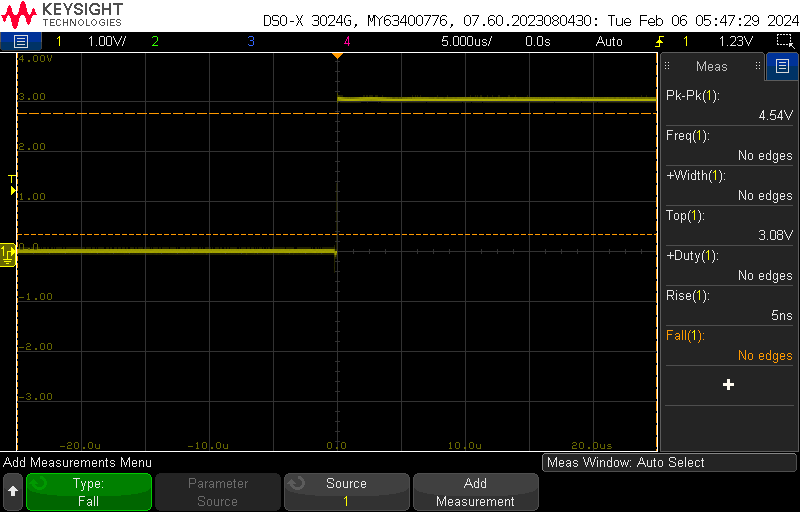 KEYSIGHT
TECHNOLOGIES
DSO-X 3024G, MY63400776, 07.60.2023080430: Tue Feb 06 05:47:29 2024
1 1.00V/ 2 3 4 5.000us/ 0.0s Auto 1 1.23V
4.00V
3.00
2.00
T
1.00
0.0
1
-1.00
-2.00
-3.00
-20.0u -10.0u 0.0 10.0u 20.0us
Meas
Pk-Pk(1):
4.54V
Freq(1):
No edges
+Width(1):
No edges
Top(1):
3.08V
+Duty(1):
No edges
Rise(1):
5ns
Fall(1):
No edges
Add Measurements Menu
Meas Window: Auto Select
Type:
Fall
Parameter
Source
Source
1
Add
Measurement